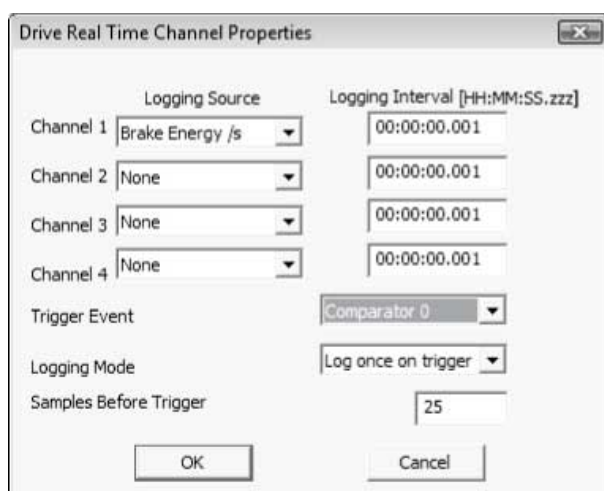 Drive Real Time Channel Properties
Logging Source Logging Interval [HH:MM:SS.zzz]
Channel 1 Brake Energy /s 00:00:00.001
Channel 2 None 00:00:00.001
Channel 3 None 00:00:00.001
Channel 4 None 00:00:00.001
Trigger Event Comparator 0
Logging Mode Log once on trigger
Samples Before Trigger 25
OK Cancel